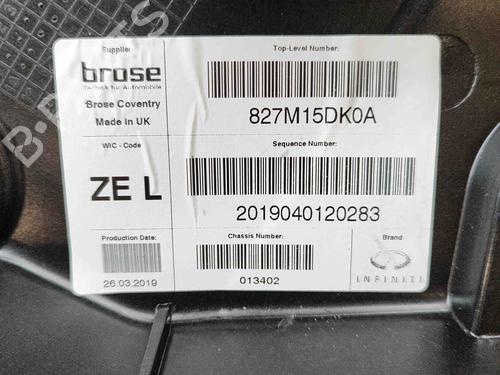 Supplier
brose
Technik für Automobile
Brose Coventry
Made in UK
Top-Level Number:
827M15DK0A
WIC - Code
ZE L
Sequence Number:
2019040120283
Production Date:
26.03.2019
Chassis Number:
013402
Brand:
INFINITI
B-PARTS